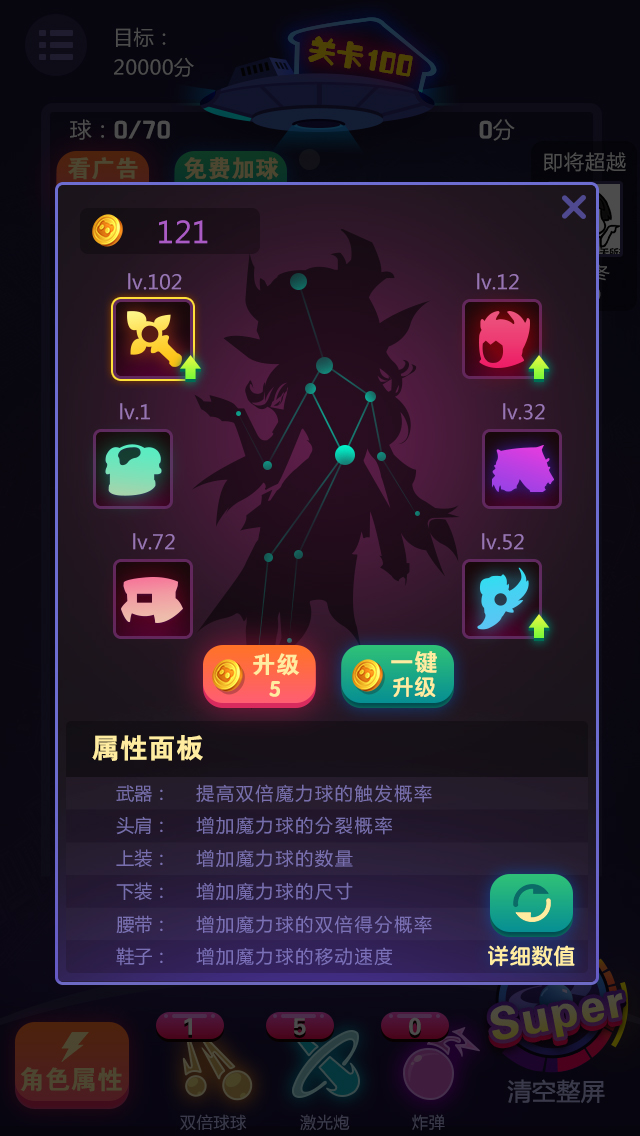 目标：
20000分
关卡100
球：0/70
0分
看广告
免费加球
即将超越
121
lv.102
lv.12
lv.1
lv.32
lv.72
lv.52
升级
5
一键
升级
属性面板
武器： 提高双倍魔力球的触发概率
头肩： 增加魔力球的分裂概率
上装： 增加魔力球的数量
下装： 增加魔力球的尺寸
腰带： 增加魔力球的双倍得分概率
鞋子： 增加魔力球的移动速度
详细数值
角色属性
1
双倍球球
5
激光炮
0
炸弹
Super
清空整屏